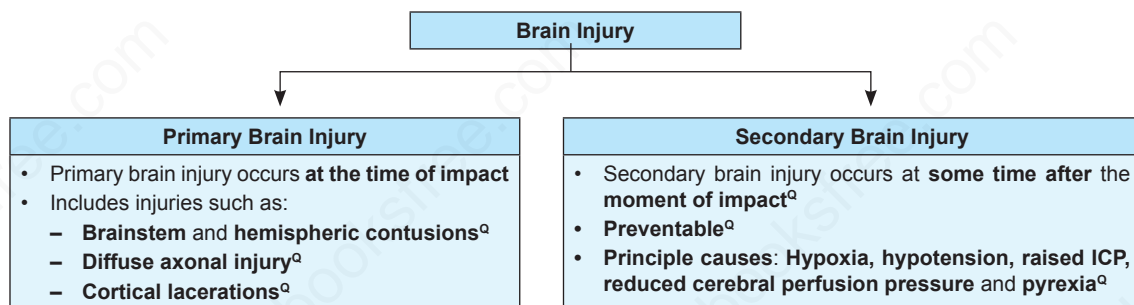 Brain Injury
Primary Brain Injury
• Primary brain injury occurs at the time of impact
• Includes injuries such as:
– Brainstem and hemispheric contusionsQ
– Diffuse axonal injuryQ
– Cortical lacerationsQ
Secondary Brain Injury
• Secondary brain injury occurs at some time after the
moment of impactQ
• PreventableQ
• Principle causes: Hypoxia, hypotension, raised ICP,
reduced cerebral perfusion pressure and pyrexiaQ